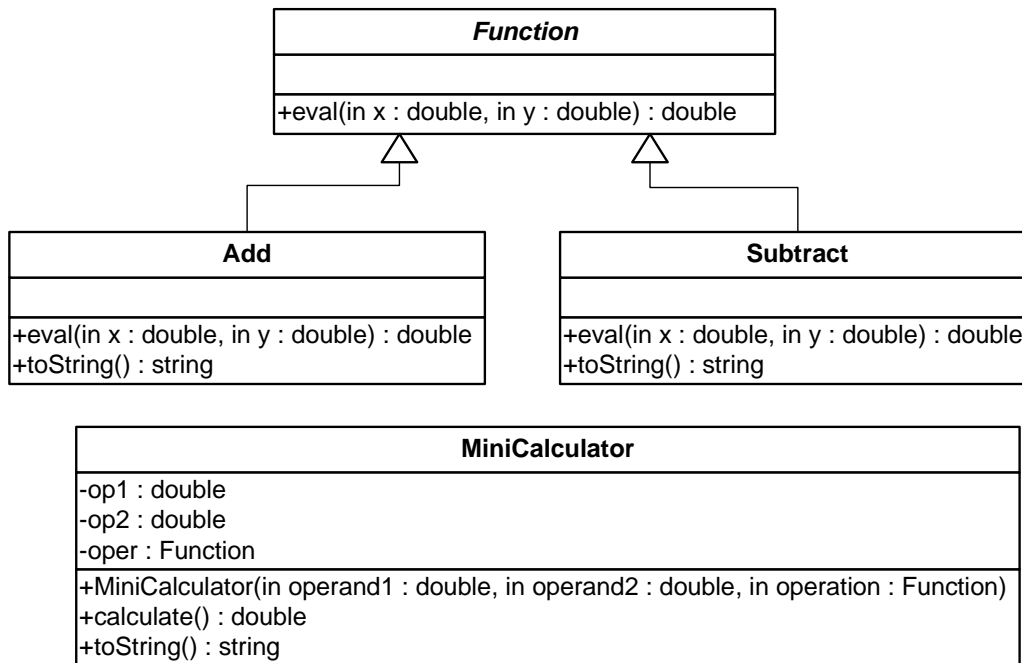 Function
+eval(in x : double, in y : double) : double
Add
+eval(in x : double, in y : double) : double
+toString() : string
Subtract
+eval(in x : double, in y : double) : double
+toString() : string
MiniCalculator
-op1 : double
-op2 : double
-oper : Function
+MiniCalculator(in operand1 : double, in operand2 : double, in operation : Function)
+calculate() : double
+toString() : string